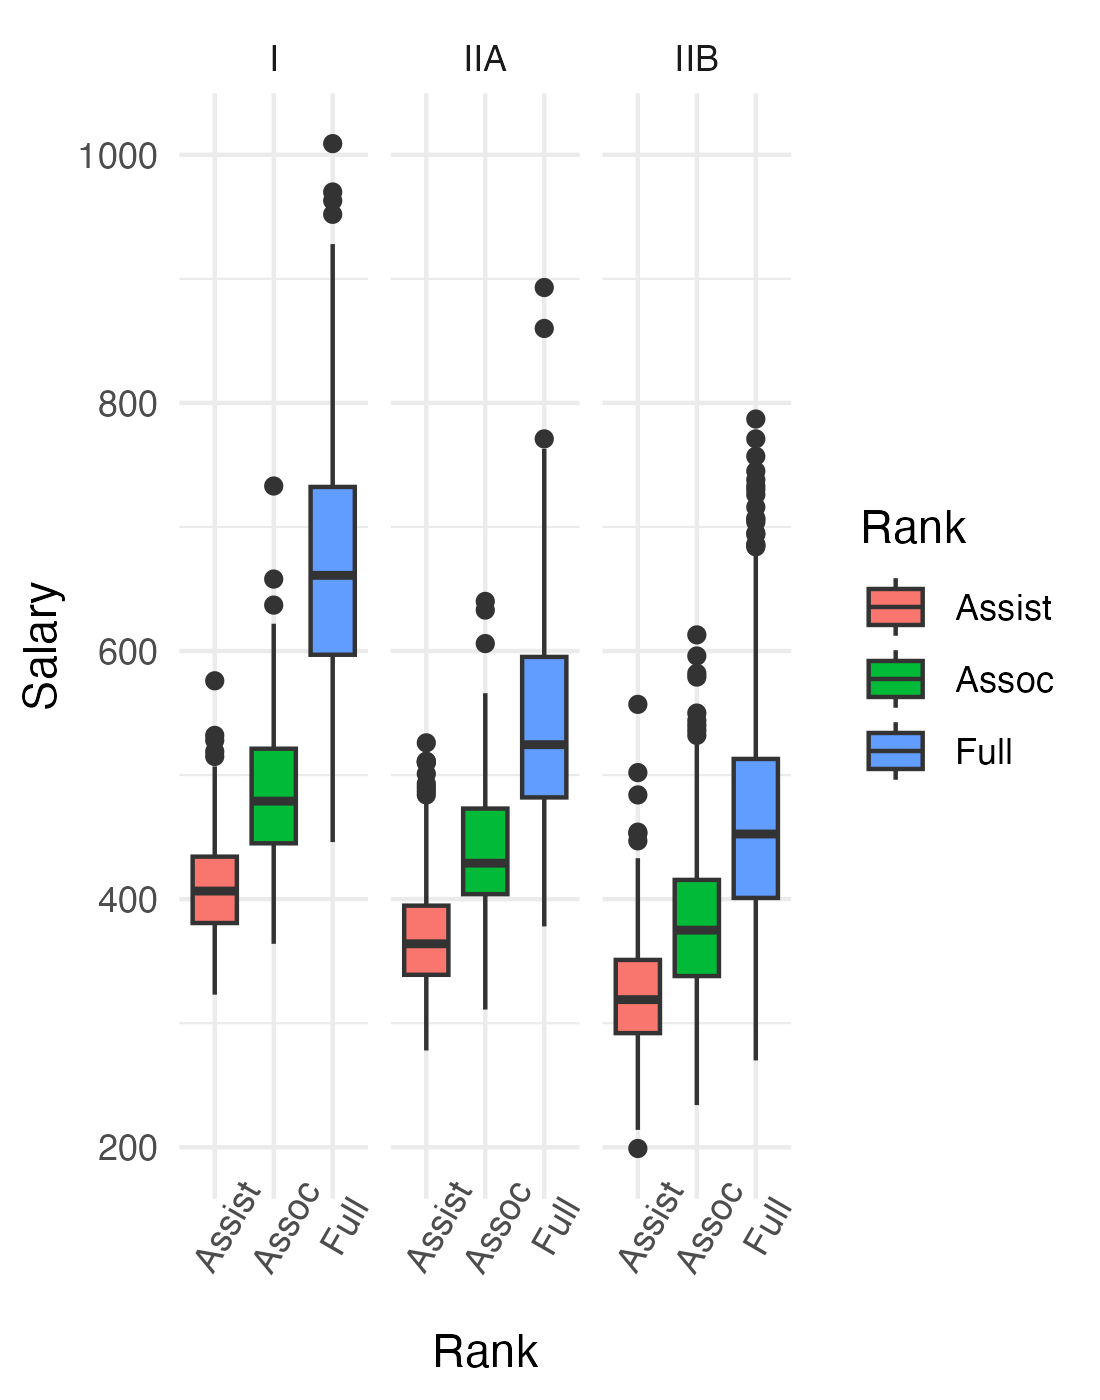 I IIA IIB
1000
800
600
400
200
Salary
Assist Assoc Full Assist Assoc Full Assist Assoc Full
Rank
Rank
Assist
Assoc
Full